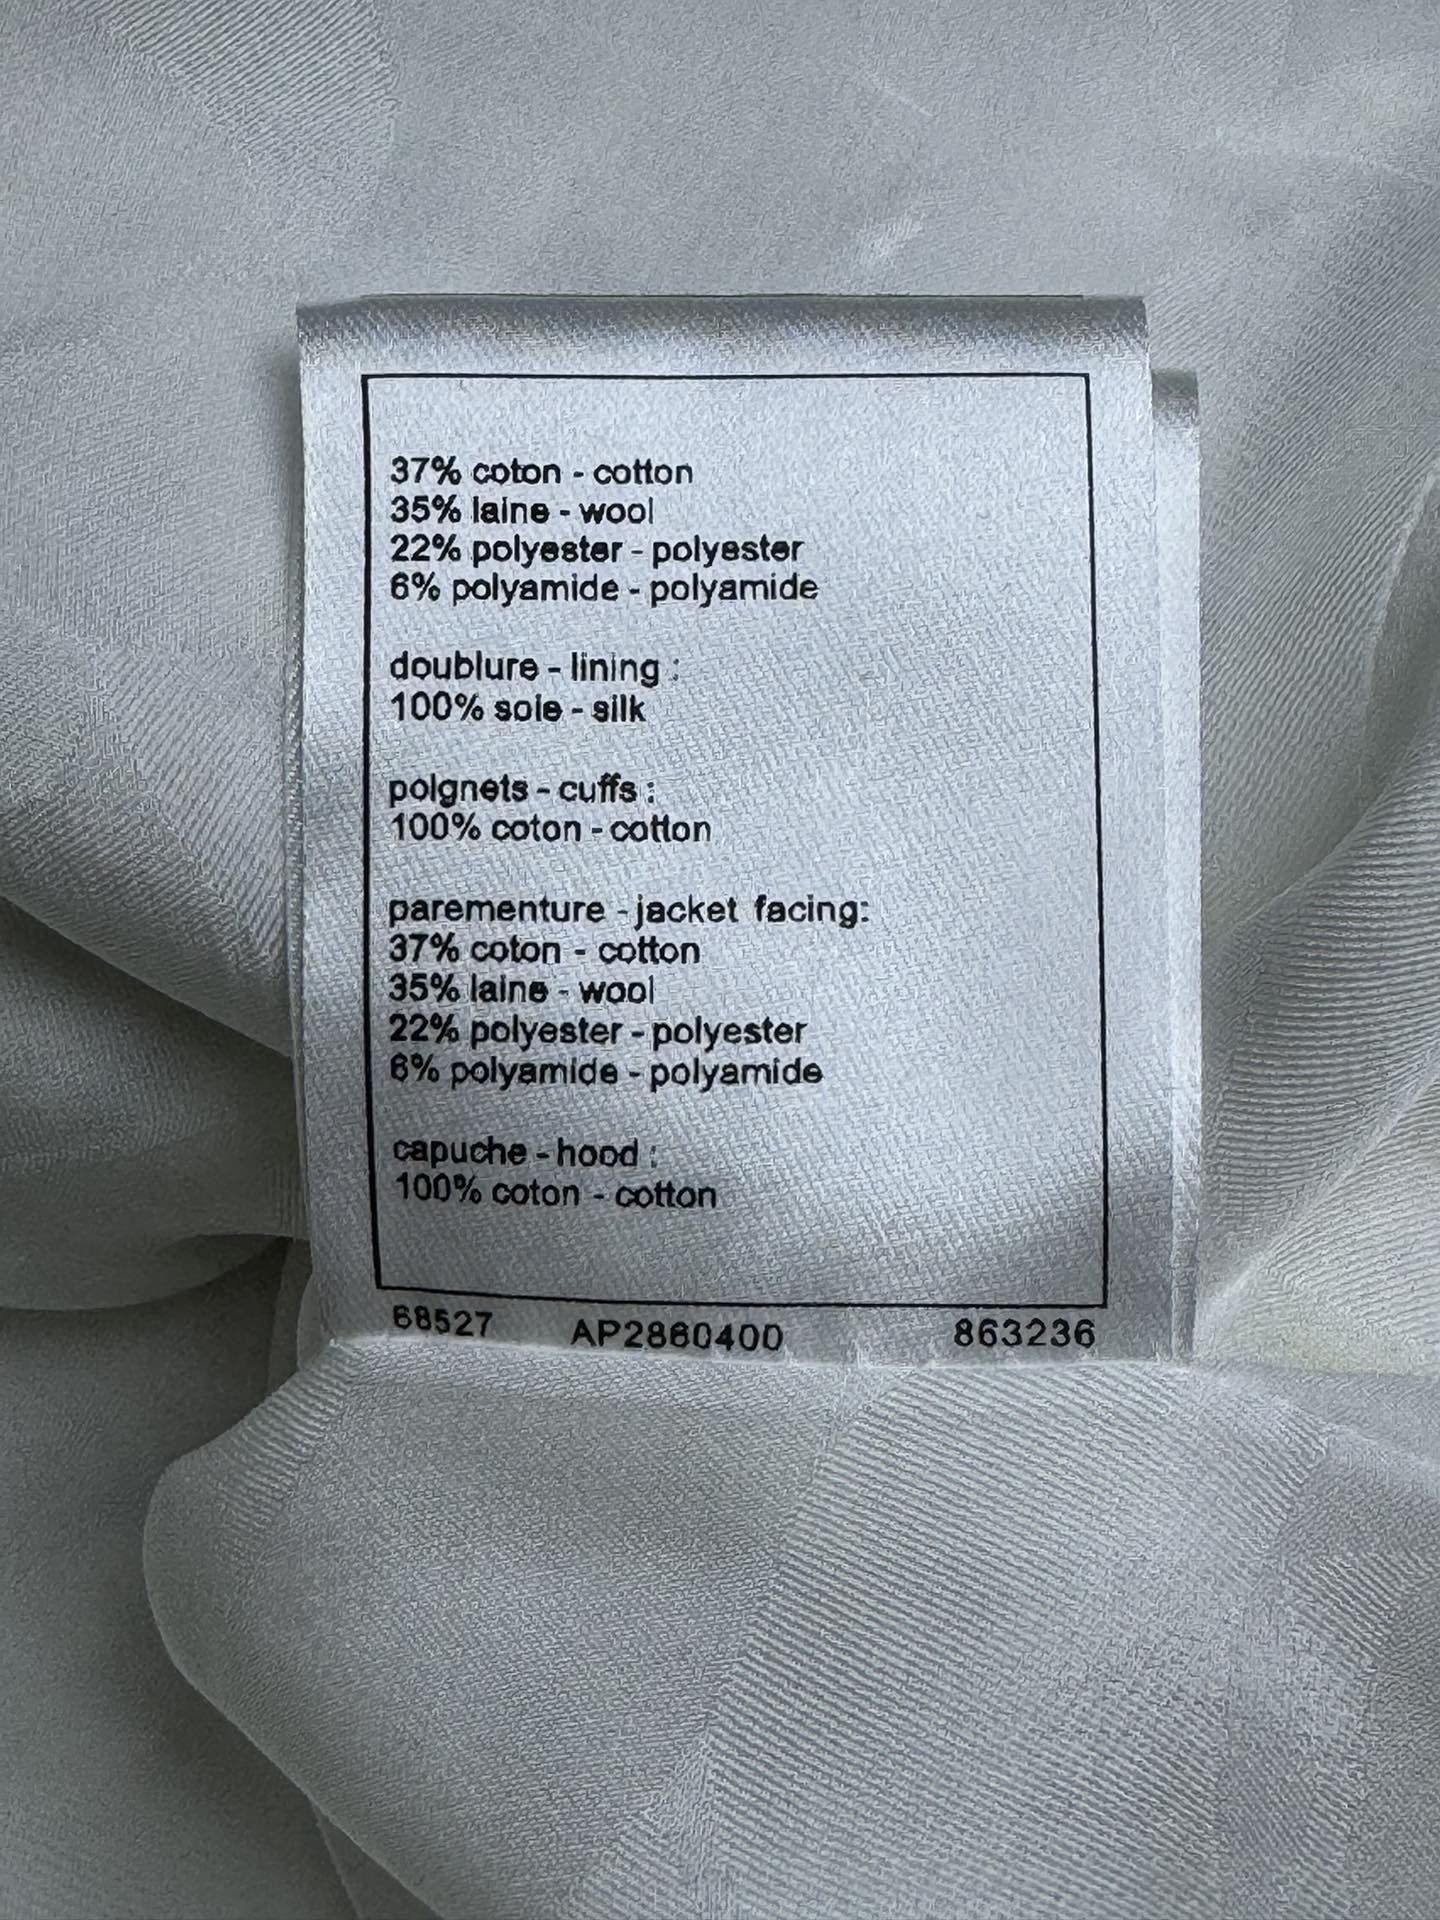 37% coton - cotton
35% laine - wool
22% polyester - polyester
6% polyamide - polyamide
doublure - lining :
100% soie - silk
poignets - cuffs :
100% coton - cotton
parementure - jacket facing:
37% coton - cotton
35% laine - wool
22% polyester - polyester
6% polyamide - polyamide
capuche - hood :
100% coton - cotton
68527 AP2860400 863236